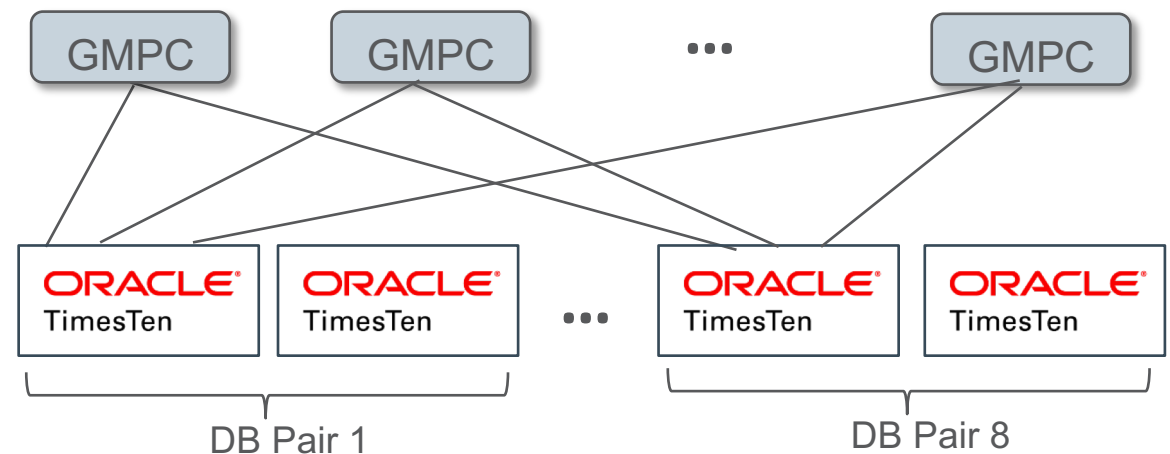 GMPC GMPC ... GMPC
ORACLE® ORACLE® ORACLE® ORACLE®
TimesTen TimesTen ... TimesTen TimesTen
DB Pair 1 DB Pair 8